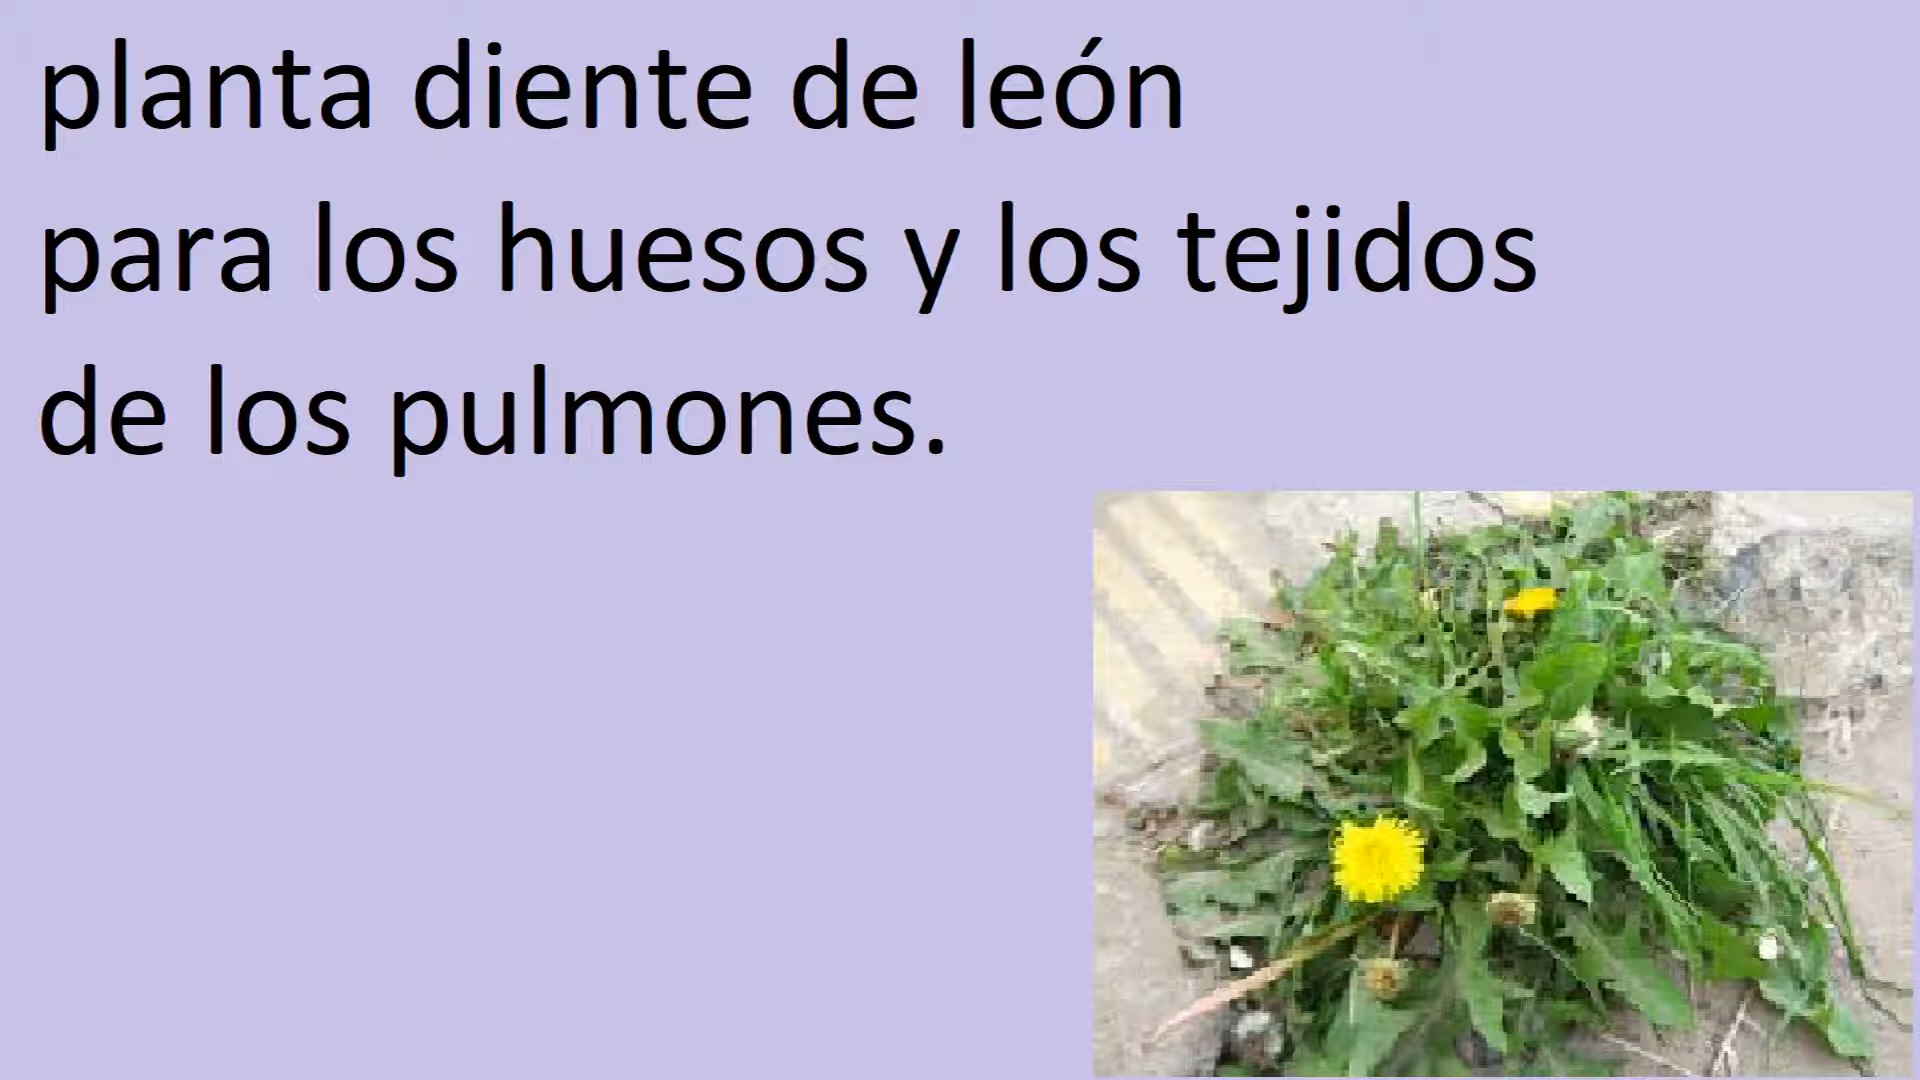 planta diente de león
para los huesos y los tejidos
de los pulmones.